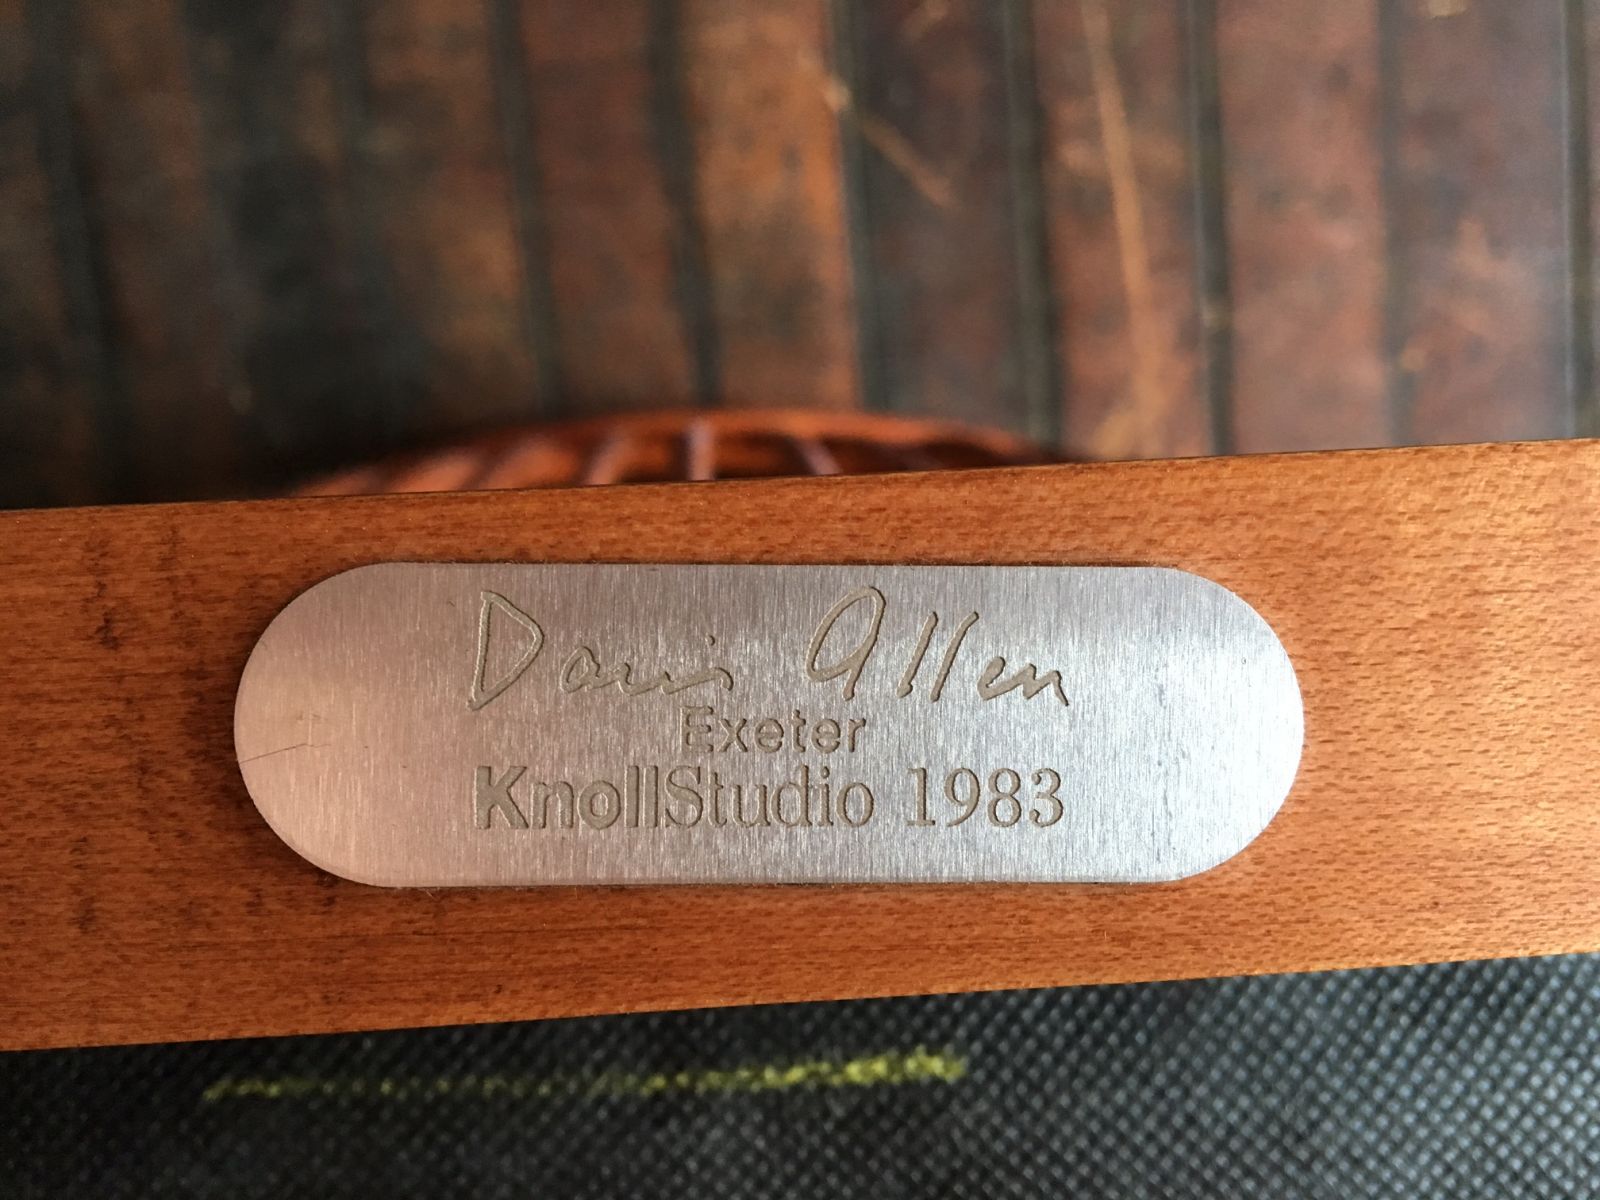 Davis Allen
Exeter
KnollStudio 1983